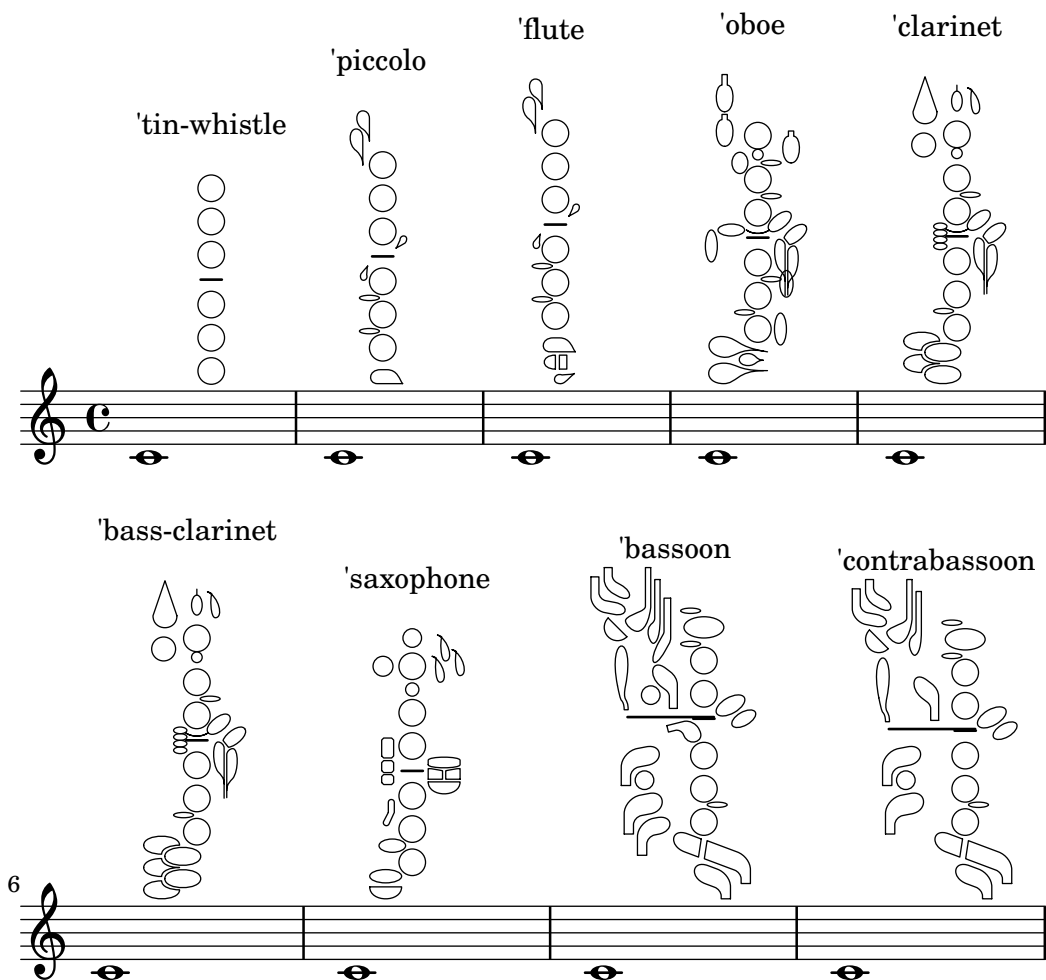 'tin-whistle
'piccolo
'flute
'oboe
'clarinet
'bass-clarinet
'saxophone
'bassoon
'contrabassoon
6